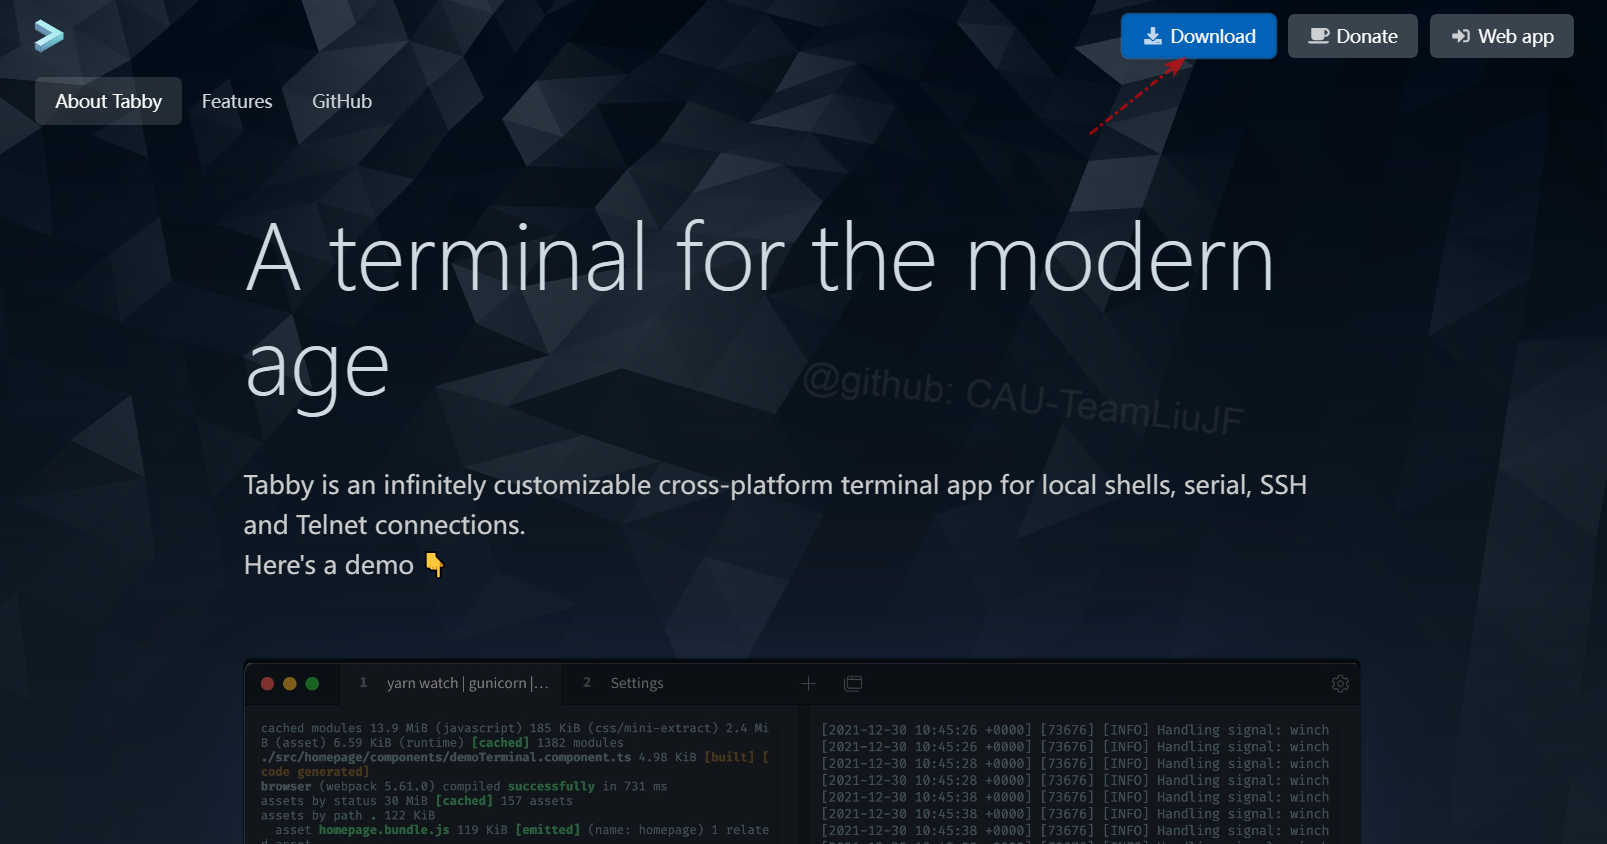 Download
Donate
Web app
About Tabby
Features
GitHub
A terminal for the modern
age
@github: CAU-TeamLiuJF
Tabby is an infinitely customizable cross-platform terminal app for local shells, serial, SSH
and Telnet connections.
Here's a demo 👇
1 yarn watch | gunicorn |...
2 Settings
cached modules 13.9 MiB (javascript) 185 KiB (css/mini-extract) 2.4 Mi
B (asset) 6.59 KiB (runtime) [cached] 1382 modules
./src/homepage/components/demoTerminal.component.ts 4.98 KiB [built] [
code generated]
browser (webpack 5.61.0) compiled successfully in 731 ms
assets by status 30 MiB [cached] 157 assets
assets by path . 122 KiB
asset homepage.bundle.js 119 KiB [emitted] (name: homepage) 1 relate
d asset
[2021-12-30 10:45:26 +0000] [73676] [INFO] Handling signal: winch
[2021-12-30 10:45:26 +0000] [73676] [INFO] Handling signal: winch
[2021-12-30 10:45:28 +0000] [73676] [INFO] Handling signal: winch
[2021-12-30 10:45:28 +0000] [73676] [INFO] Handling signal: winch
[2021-12-30 10:45:38 +0000] [73676] [INFO] Handling signal: winch
[2021-12-30 10:45:38 +0000] [73676] [INFO] Handling signal: winch
[2021-12-30 10:45:38 +0000] [73676] [INFO] Handling signal: winch